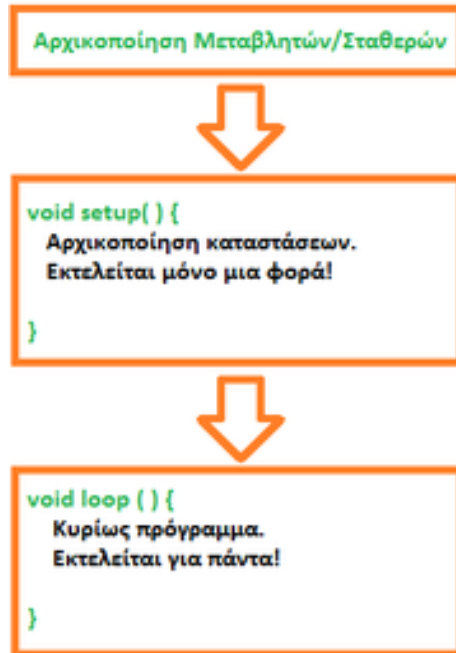 Αρχικοποίηση Μεταβλητών/Σταθερών
void setup( ) {
Αρχικοποίηση καταστάσεων.
Εκτελείται μόνο μια φορά!
}
void loop ( ) {
Κυρίως πρόγραμμα.
Εκτελείται για πάντα!
}